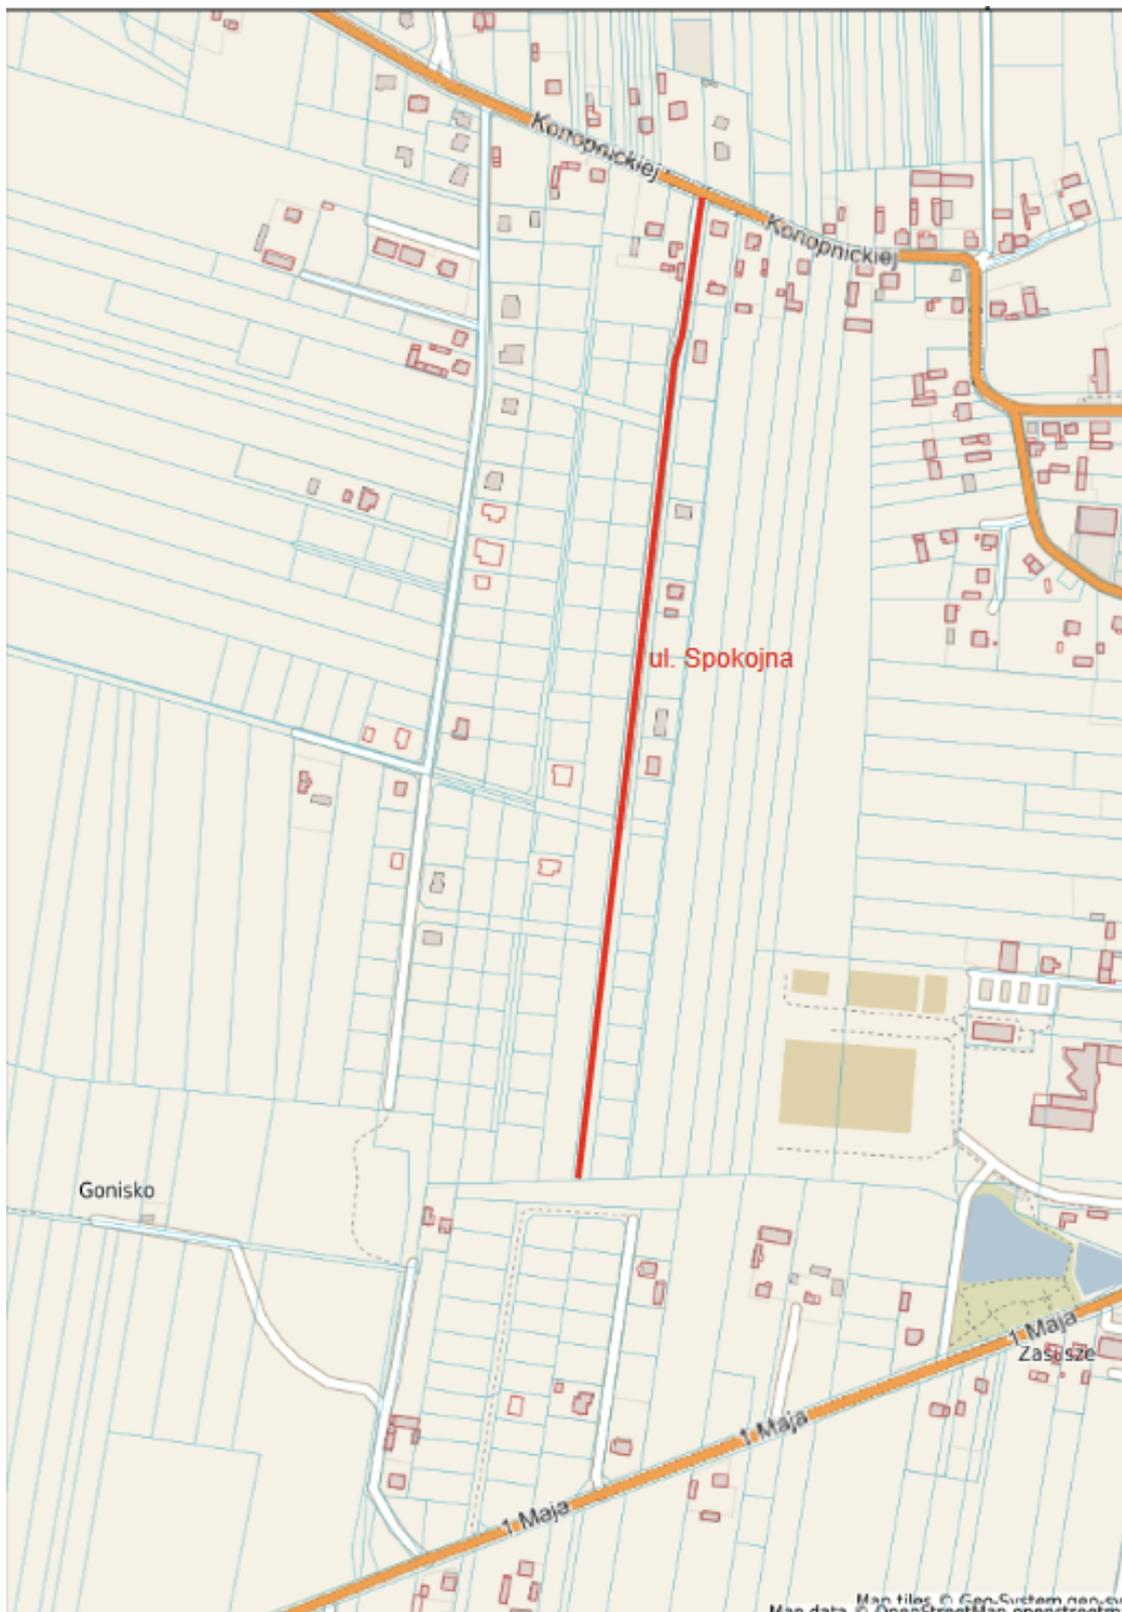 Konopnickiej
Konopnickiej
ul. Spokojna
Gonisko
1 Maja
Zasusze
1 Maja
1 Maja
Map tiles © Geo-System
Map data © OpenStreetMap